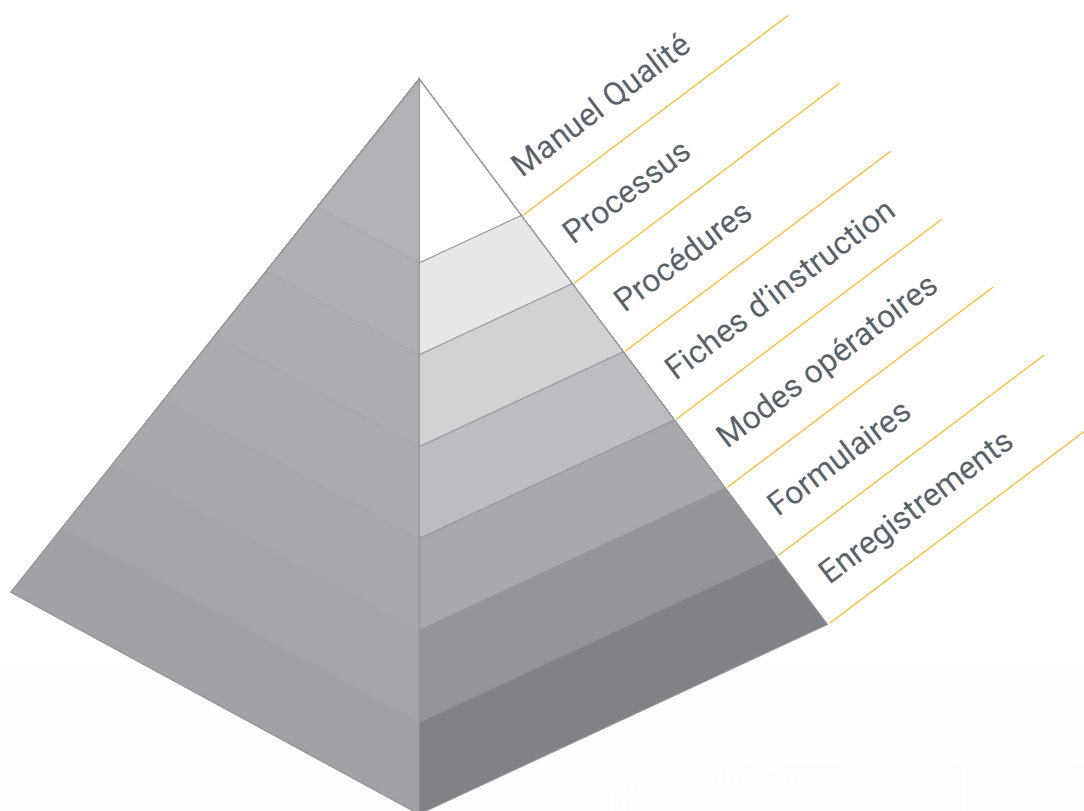 Manuel Qualité
Processus
Procédures
Fiches d'instruction
Modes opératoires
Formulaires
Enregistrements